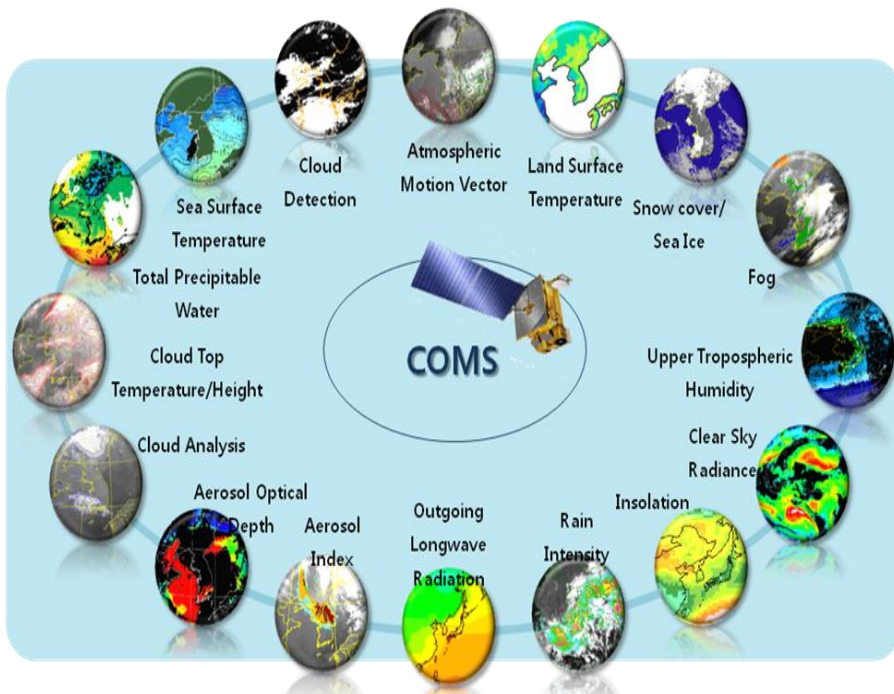 Cloud
Detection
Atmospheric
Motion Vector
Land Surface
Temperature
Snow cover/
Sea Ice
Fog
Upper Tropospheric
Humidity
Clear Sky
Radiance
Insolation
Rain
Intensity
Outgoing
Longwave
Radiation
Aerosol
Index
Aerosol Optical
Depth
Cloud Analysis
Cloud Top
Temperature/Height
Total Precipitable
Water
Sea Surface
Temperature
COMS